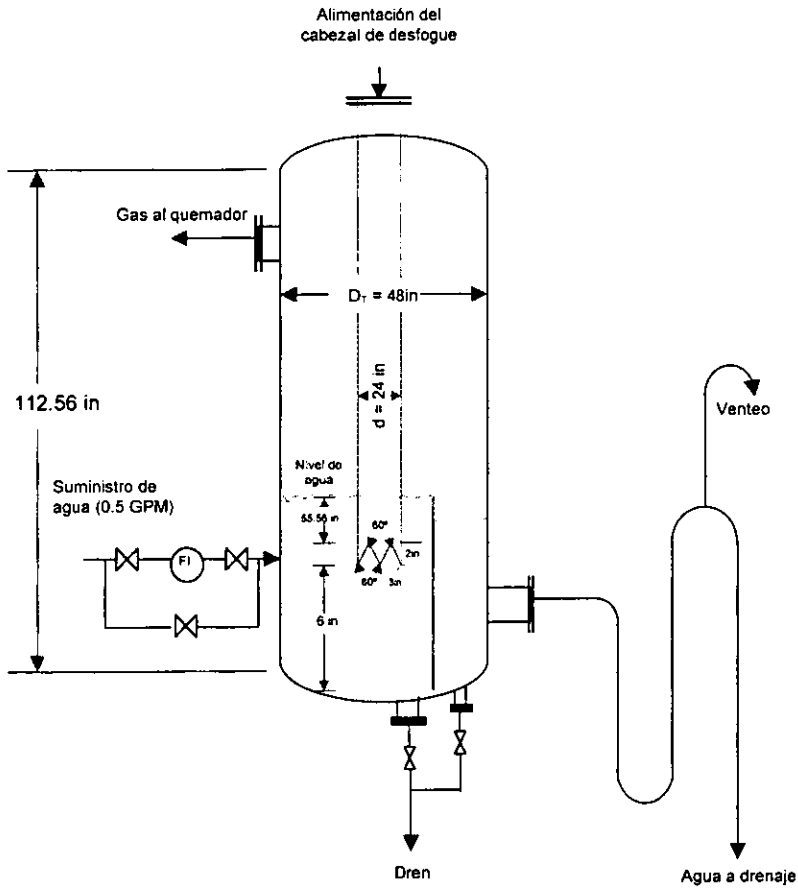 Alimentación del
cabezal de desfogue
Gas al quemador
D_T = 48in
112.56 in
d = 24 in
Venteo
Nivel de
agua
Suministro de
agua (0.5 GPM)
55.56 in
60°
FI
2in
60°
3in
6 in
Dren
Agua a drenaje